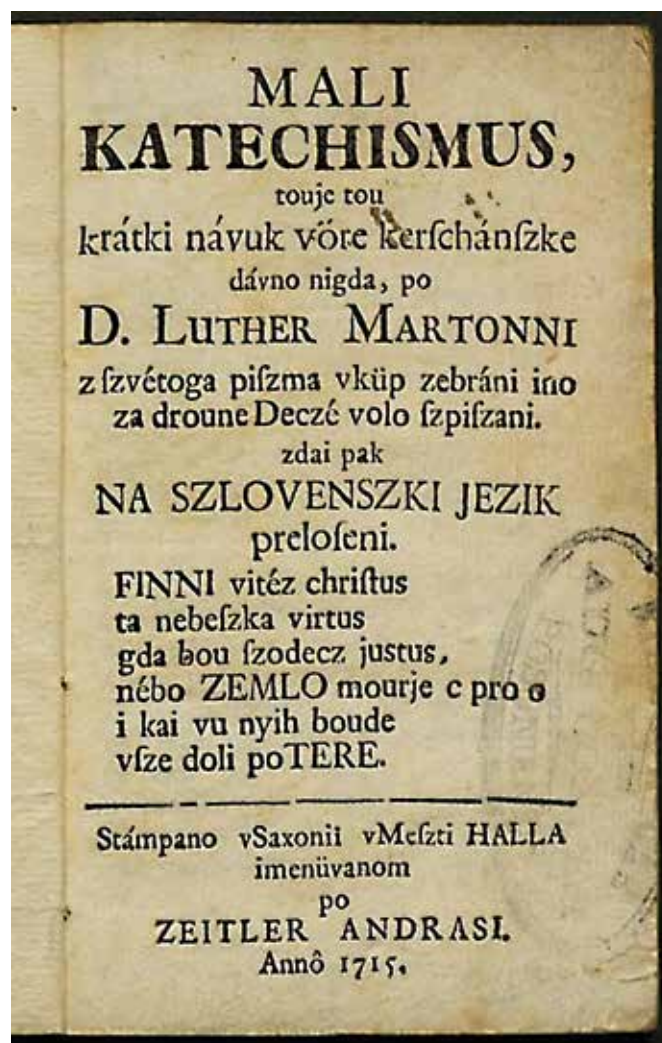 MALI
KATECHISMUS,
touje tou
krátki návuk vöre kerſchánſzke
dávno nigda, po
D. LUTHER MARTONNI
z ſzvétoga piſzma vküp zebráni ino
za droune Deczé volo ſzpiſzani.
zdai pak
NA SZLOVENSZKI JEZIK
preloſeni.
FINNI vitéz chriſtus
ta nebeſzka virtus
gda bou ſzodecz justus,
nébo ZEMLO mourje c pro o
i kai vu nyih boude
vſze doli poTERE.
Stámpano vSaxonii vMeſzti HALLA
imenüvanom
po
ZEITLER ANDRASI.
Annô 1715.